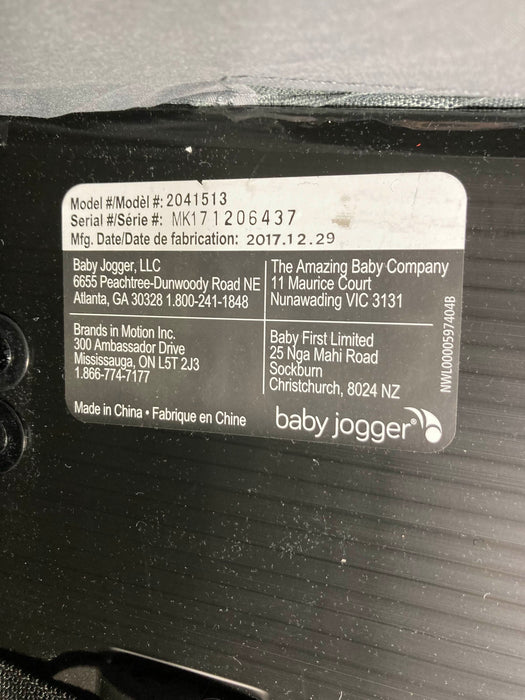 Model #/Modèl #: 2041513
Serial #/Série #: MK171206437
Mfg. Date/Date de fabrication: 2017.12.29
Baby Jogger, LLC
6655 Peachtree-Dunwoody Road NE
Atlanta, GA 30328 1.800-241-1848
The Amazing Baby Company
11 Maurice Court
Nunawading VIC 3131
Brands in Motion Inc.
300 Ambassador Drive
Mississauga, ON L5T 2J3
1.866-774-7177
Baby First Limited
25 Nga Mahi Road
Sockburn
Christchurch, 8024 NZ
Made in China • Fabrique en Chine
baby jogger®
NWL0000597404B